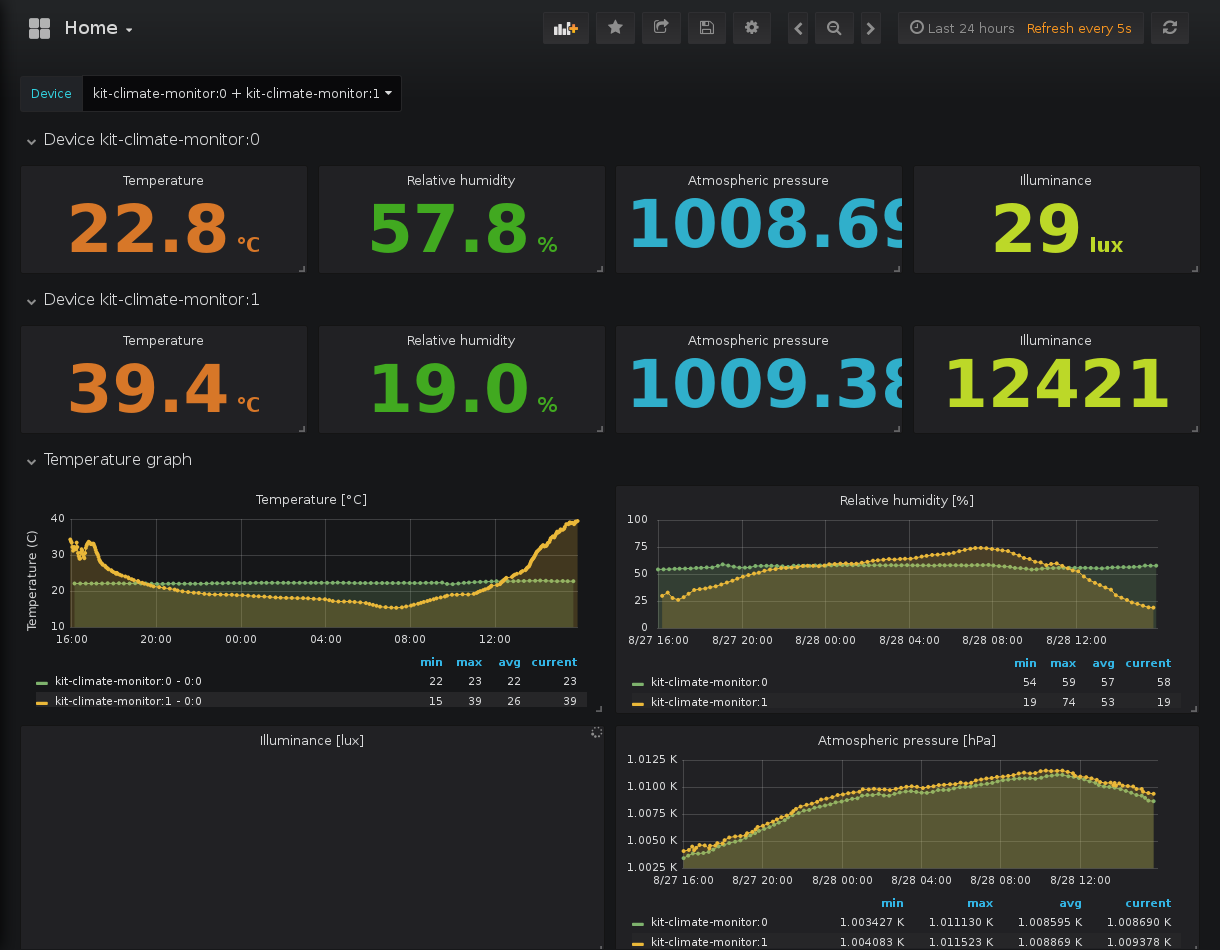 Home
Last 24 hours Refresh every 5s
Device kit-climate-monitor:0 + kit-climate-monitor:1
Device kit-climate-monitor:0
Temperature Relative humidity Atmospheric pressure Illuminance
22.8 °C 57.8 % 1008.69 29 lux
Device kit-climate-monitor:1
Temperature Relative humidity Atmospheric pressure Illuminance
39.4 °C 19.0 % 1009.38 12421
Temperature graph
Temperature [°C]
Temperature (C)
40
30
20
10
16:00 20:00 00:00 04:00 08:00 12:00
min max avg current
kit-climate-monitor:0 - 0:0 22 23 22 23
kit-climate-monitor:1 - 0:0 15 39 26 39
Relative humidity [%]
100
75
50
25
0
8/27 16:00 8/27 20:00 8/28 00:00 8/28 04:00 8/28 08:00 8/28 12:00
min max avg current
kit-climate-monitor:0 54 59 57 58
kit-climate-monitor:1 19 74 53 19
Illuminance [lux]
Atmospheric pressure [hPa]
1.0125 K
1.0100 K
1.0075 K
1.0050 K
1.0025 K
8/27 16:00 8/27 20:00 8/28 00:00 8/28 04:00 8/28 08:00 8/28 12:00
min max avg current
kit-climate-monitor:0 1.003427 K 1.011130 K 1.008595 K 1.008690 K
kit-climate-monitor:1 1.004083 K 1.011523 K 1.008869 K 1.009378 K